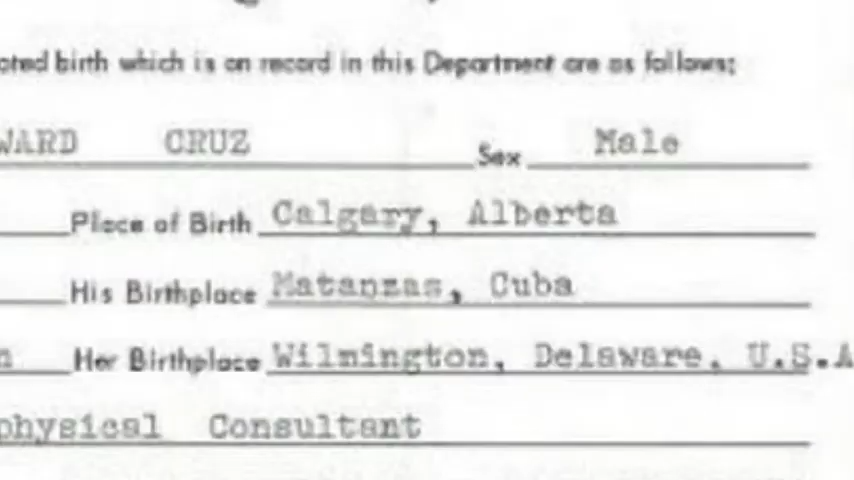 oted birth which is on record in this Department are as follows:
WARD CRUZ Sex Male
Place of Birth Calgary, Alberta
His Birthplace Matanzas, Cuba
n Her Birthplace Wilmington, Delaware, U.S.A
physical Consultant